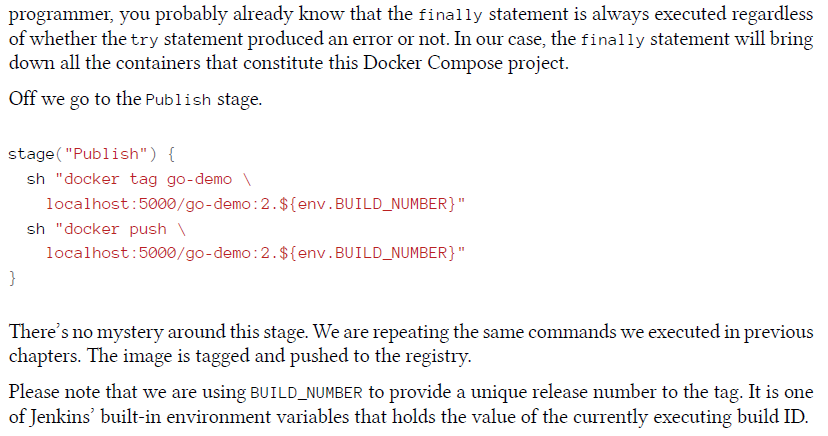 programmer, you probably already know that the finally statement is always executed regardless
of whether the try statement produced an error or not. In our case, the finally statement will bring
down all the containers that constitute this Docker Compose project.
Off we go to the Publish stage.
stage("Publish") {
  sh "docker tag go-demo \
    localhost:5000/go-demo:2.${env.BUILD_NUMBER}"
  sh "docker push \
    localhost:5000/go-demo:2.${env.BUILD_NUMBER}"
}
There’s no mystery around this stage. We are repeating the same commands we executed in previous
chapters. The image is tagged and pushed to the registry.
Please note that we are using BUILD_NUMBER to provide a unique release number to the tag. It is one
of Jenkins’ built-in environment variables that holds the value of the currently executing build ID.